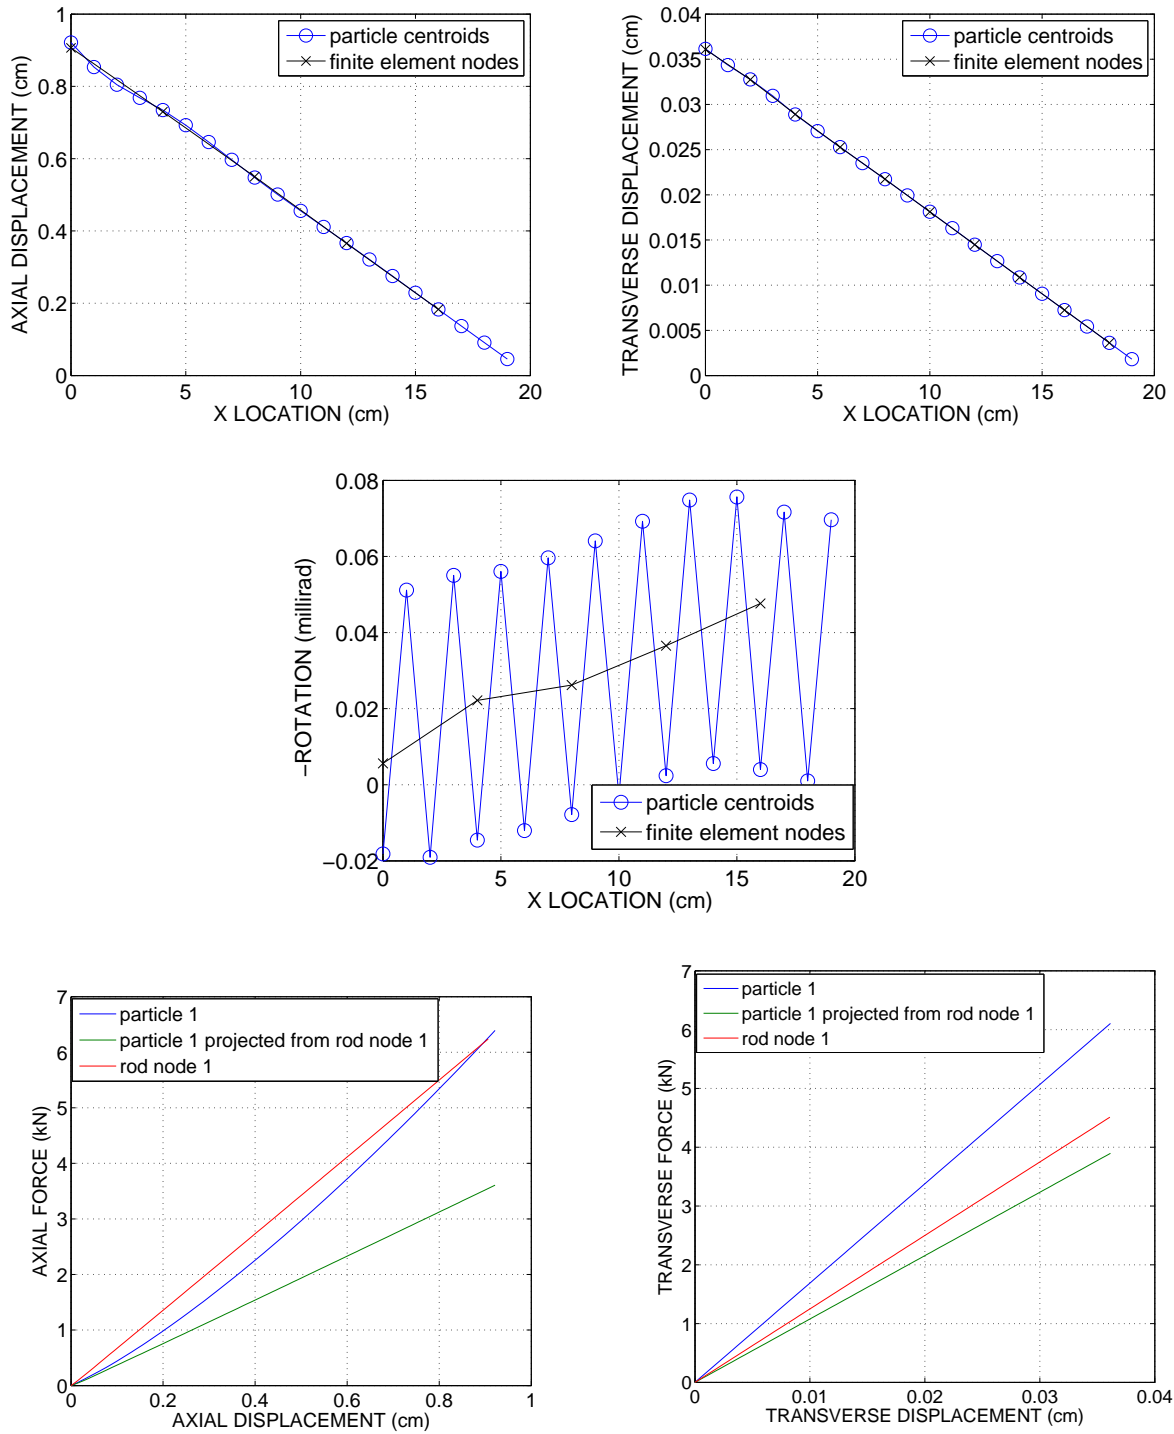 1
0.8
0.6
0.4
0.2
0
0 5 10 15 20
AXIAL DISPLACEMENT (cm)
X LOCATION (cm)
particle centroids
finite element nodes
0.04
0.035
0.03
0.025
0.02
0.015
0.01
0.005
0
0 5 10 15 20
TRANSVERSE DISPLACEMENT (cm)
X LOCATION (cm)
particle centroids
finite element nodes
0.08
0.06
0.04
0.02
0
−0.02
0 5 10 15 20
−ROTATION (millirad)
X LOCATION (cm)
particle centroids
finite element nodes
7
6
5
4
3
2
1
0
0 0.2 0.4 0.6 0.8 1
AXIAL FORCE (kN)
AXIAL DISPLACEMENT (cm)
particle 1
particle 1 projected from rod node 1
rod node 1
7
6
5
4
3
2
1
0
0 0.01 0.02 0.03 0.04
TRANSVERSE FORCE (kN)
TRANSVERSE DISPLACEMENT (cm)
particle 1
particle 1 projected from rod node 1
rod node 1